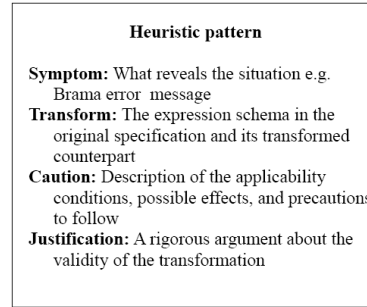 Heuristic pattern
Symptom: What reveals the situation e.g.
Brama error message
Transform: The expression schema in the
original specification and its transformed
counterpart
Caution: Description of the applicability
conditions, possible effects, and precautions
to follow
Justification: A rigorous argument about the
validity of the transformation